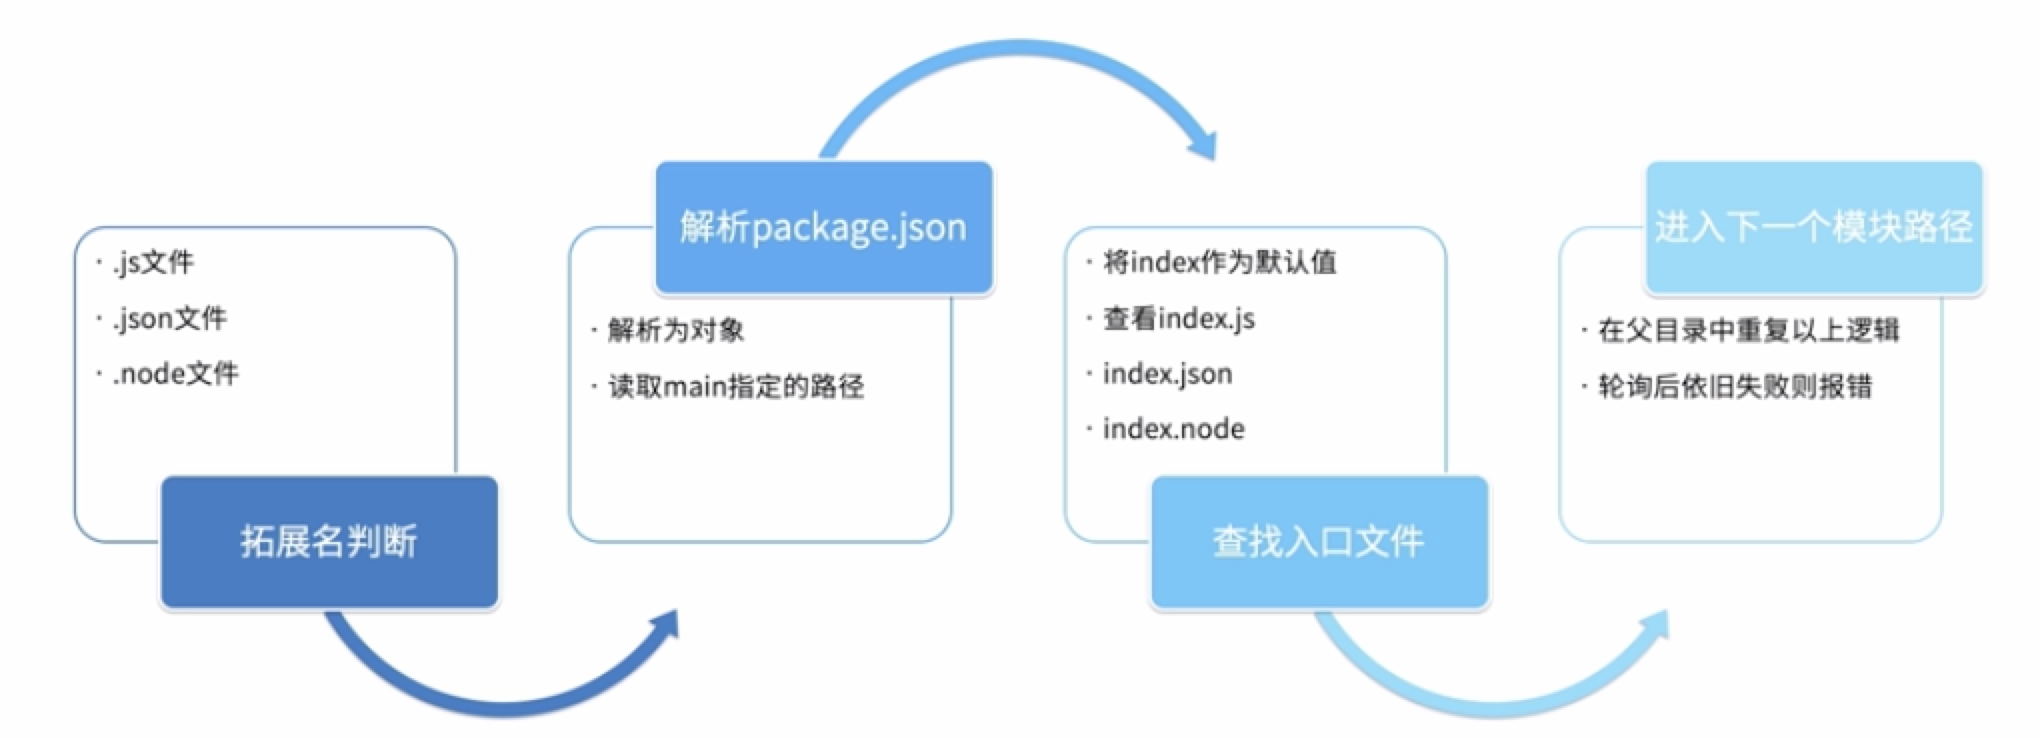 · .js文件
· .json文件
· .node文件
拓展名判断
解析package.json
· 解析为对象
· 读取main指定的路径
· 将index作为默认值
· 查看index.js
· index.json
· index.node
查找入口文件
进入下一个模块路径
· 在父目录中重复以上逻辑
· 轮询后依旧失败则报错